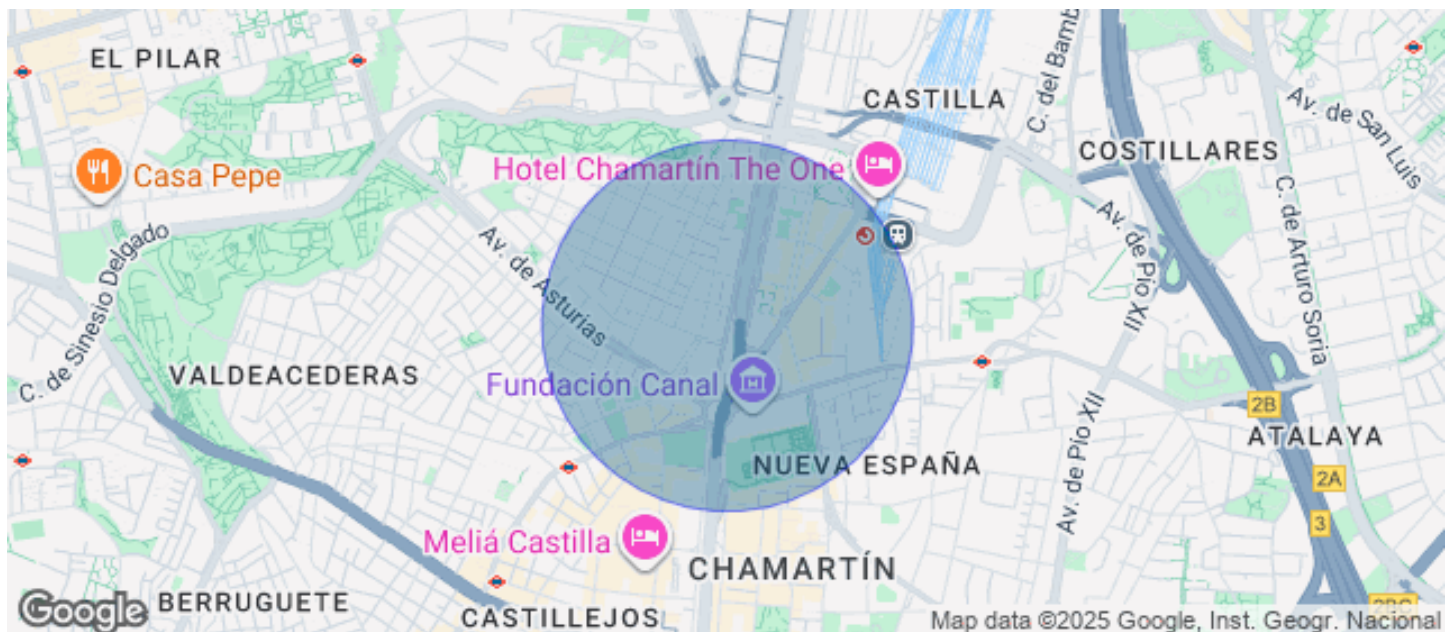 EL PILAR
CASTILLA
C. del Bamb
Av. de San Luis
COSTILLARES
Hotel Chamartín The One
Casa Pepe
C. de Sinesio Delgado
Av. de Asturias
Av. de Pío XII
C. de Arturo Soria
VALDEACEDERAS
Fundación Canal
2B
ATALAYA
NUEVA ESPAÑA
Av. de Pío XII
2A
3
Meliá Castilla
CHAMARTÍN
Google
BERRUGUETE
CASTILLEJOS
2BC
Map data ©2025 Google, Inst. Geogr. Nacional